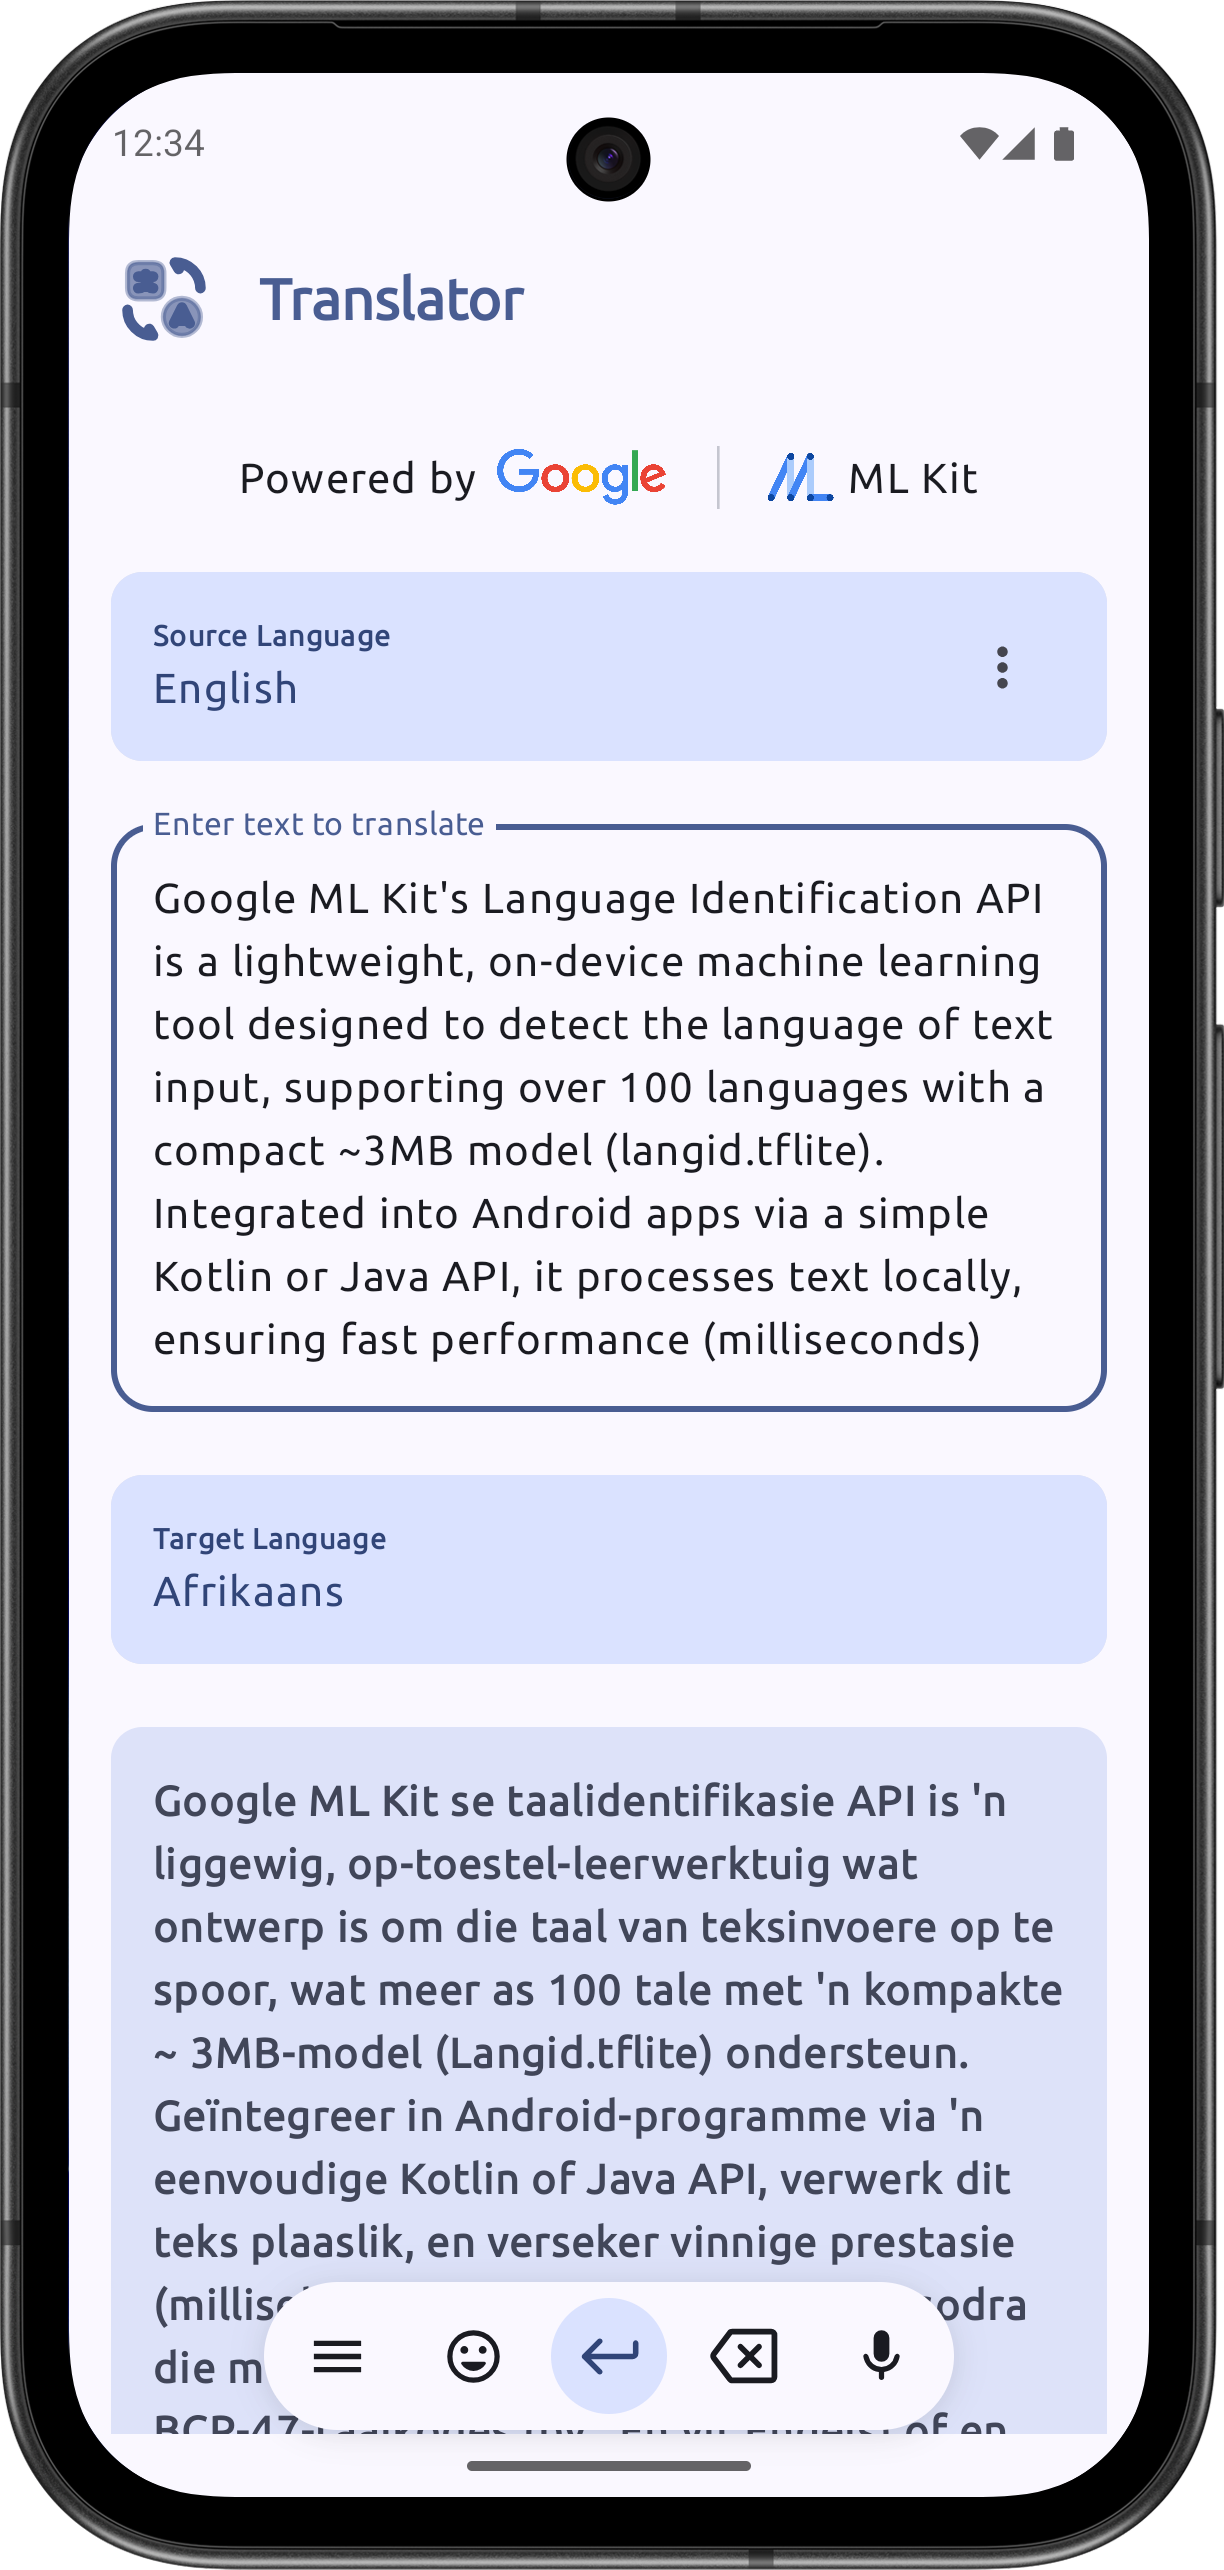 12:34
Translator
Powered by Google ML Kit
Source Language
English
Enter text to translate
Google ML Kit's Language Identification API
is a lightweight, on-device machine learning
tool designed to detect the language of text
input, supporting over 100 languages with a
compact ~3MB model (langid.tflite).
Integrated into Android apps via a simple
Kotlin or Java API, it processes text locally,
ensuring fast performance (milliseconds)
Target Language
Afrikaans
Google ML Kit se taalidentifikasie API is 'n
liggewig, op-toestel-leerwerktuig wat
ontwerp is om die taal van teksinvoere op te
spoor, wat meer as 100 tale met 'n kompakte
~ 3MB-model (Langid.tflite) ondersteun.
Geïntegreer in Android-programme via 'n
eenvoudige Kotlin of Java API, verwerk dit
teks plaaslik, en verseker vinnige prestasie
die
BCP-47- of en